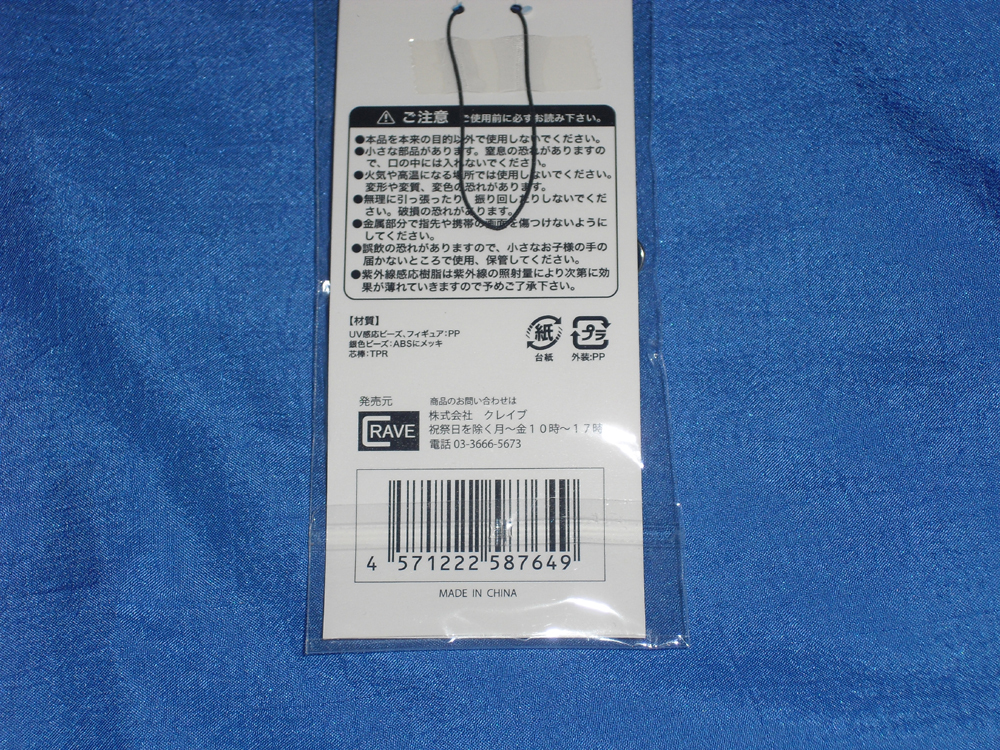 ご注意 ご使用前に必ずお読み下さい。
●本品を本来の目的以外で使用しないでください。
●小さな部品があります。窒息の恐れがありますの
で、口の中には入れないでください。
●火気や高温になる場所では使用しないでください。
変形や変質、変色の恐れがあります。
●無理に引っ張ったり、振り回したりしないでくだ
さい。破損の恐れがあります。
●金属部分で指先や携帯の画面を傷つけないように
してください。
●誤飲の恐れがありますので、小さなお子様の手の
届かないところで使用、保管してください。
●紫外線感応樹脂は紫外線の照射量により次第に効
果が薄れていきますので予めご了承下さい。
【材質】
UV感応ビーズ、フィギュア:PP
銀色ビーズ:ABSにメッキ
芯棒:TPR
紙 プラ
台紙 外装:PP
発売元 商品のお問い合わせは
CRAVE 株式会社 クレイブ
祝祭日を除く月～金10時～17時
電話 03-3666-5673
4 571222 587649
MADE IN CHINA